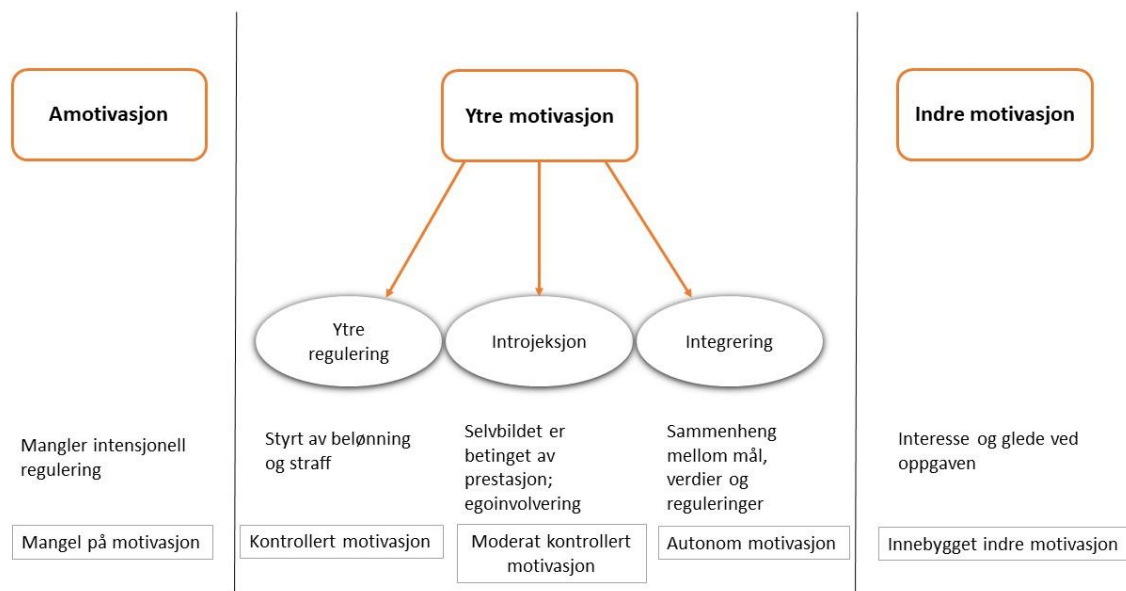 Amotivasjon
Ytre motivasjon
Indre motivasjon
Ytre
regulering
Introjeksjon
Integrering
Mangler intensjonell
regulering
Styrt av belønning
og straff
Selvbildet er
betinget av
prestasjon;
egoinvolvering
Sammenheng
mellom mål,
verdier og
reguleringer
Interesse og glede ved
oppgaven
Mangel på motivasjon
Kontrollert motivasjon
Moderat kontrollert
motivasjon
Autonom motivasjon
Innebygget indre motivasjon